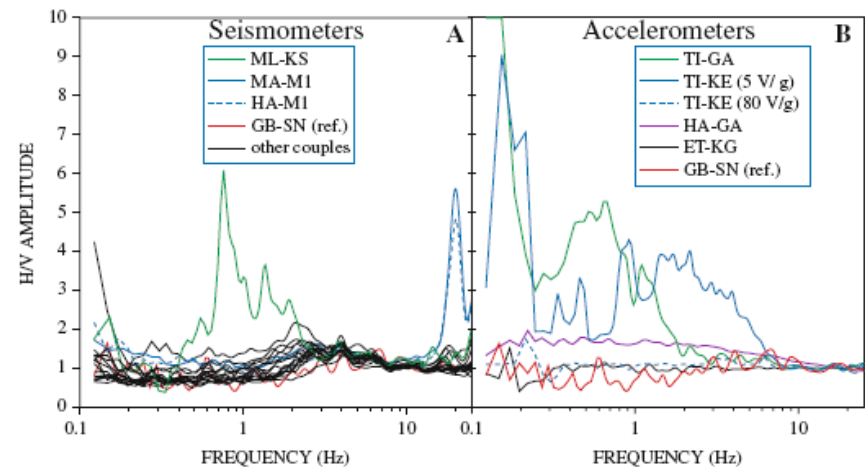 Seismometers
A
ML-KS
MA-M1
HA-M1
GB-SN (ref.)
other couples
Accelerometers
B
TI-GA
TI-KE (5 V/ g)
TI-KE (80 V/g)
HA-GA
ET-KG
GB-SN (ref.)
H/V AMPLITUDE
10
9
8
7
6
5
4
3
2
1
0
0.1
1
10
0.1
1
10
FREQUENCY (Hz)
FREQUENCY (Hz)